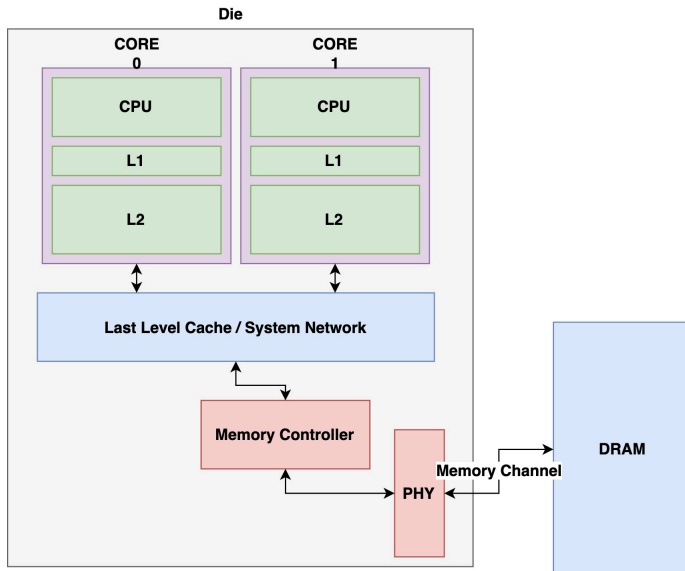 Die
CORE
0
CORE
1
CPU
CPU
L1
L1
L2
L2
Last Level Cache / System Network
Memory Controller
PHY
Memory Channel
DRAM